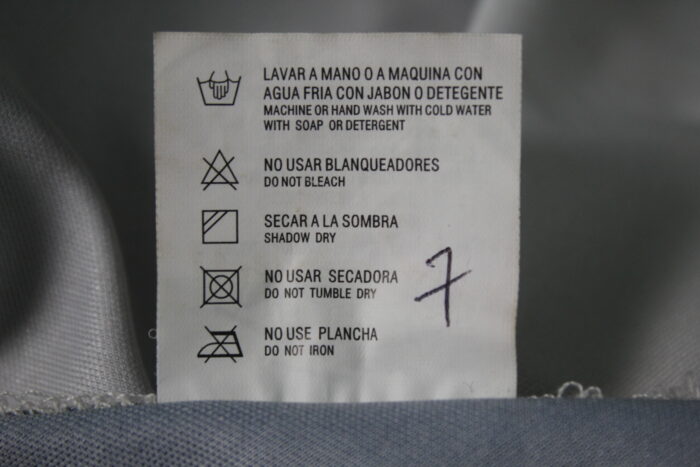 LAVAR A MANO O A MAQUINA CON
AGUA FRIA CON JABON O DETEGENTE
MACHINE OR HAND WASH WITH COLD WATER
WITH SOAP OR DETERGENT
NO USAR BLANQUEADORES
DO NOT BLEACH
SECAR A LA SOMBRA
SHADOW DRY
NO USAR SECADORA
DO NOT TUMBLE DRY
7
NO USE PLANCHA
DO NOT IRON